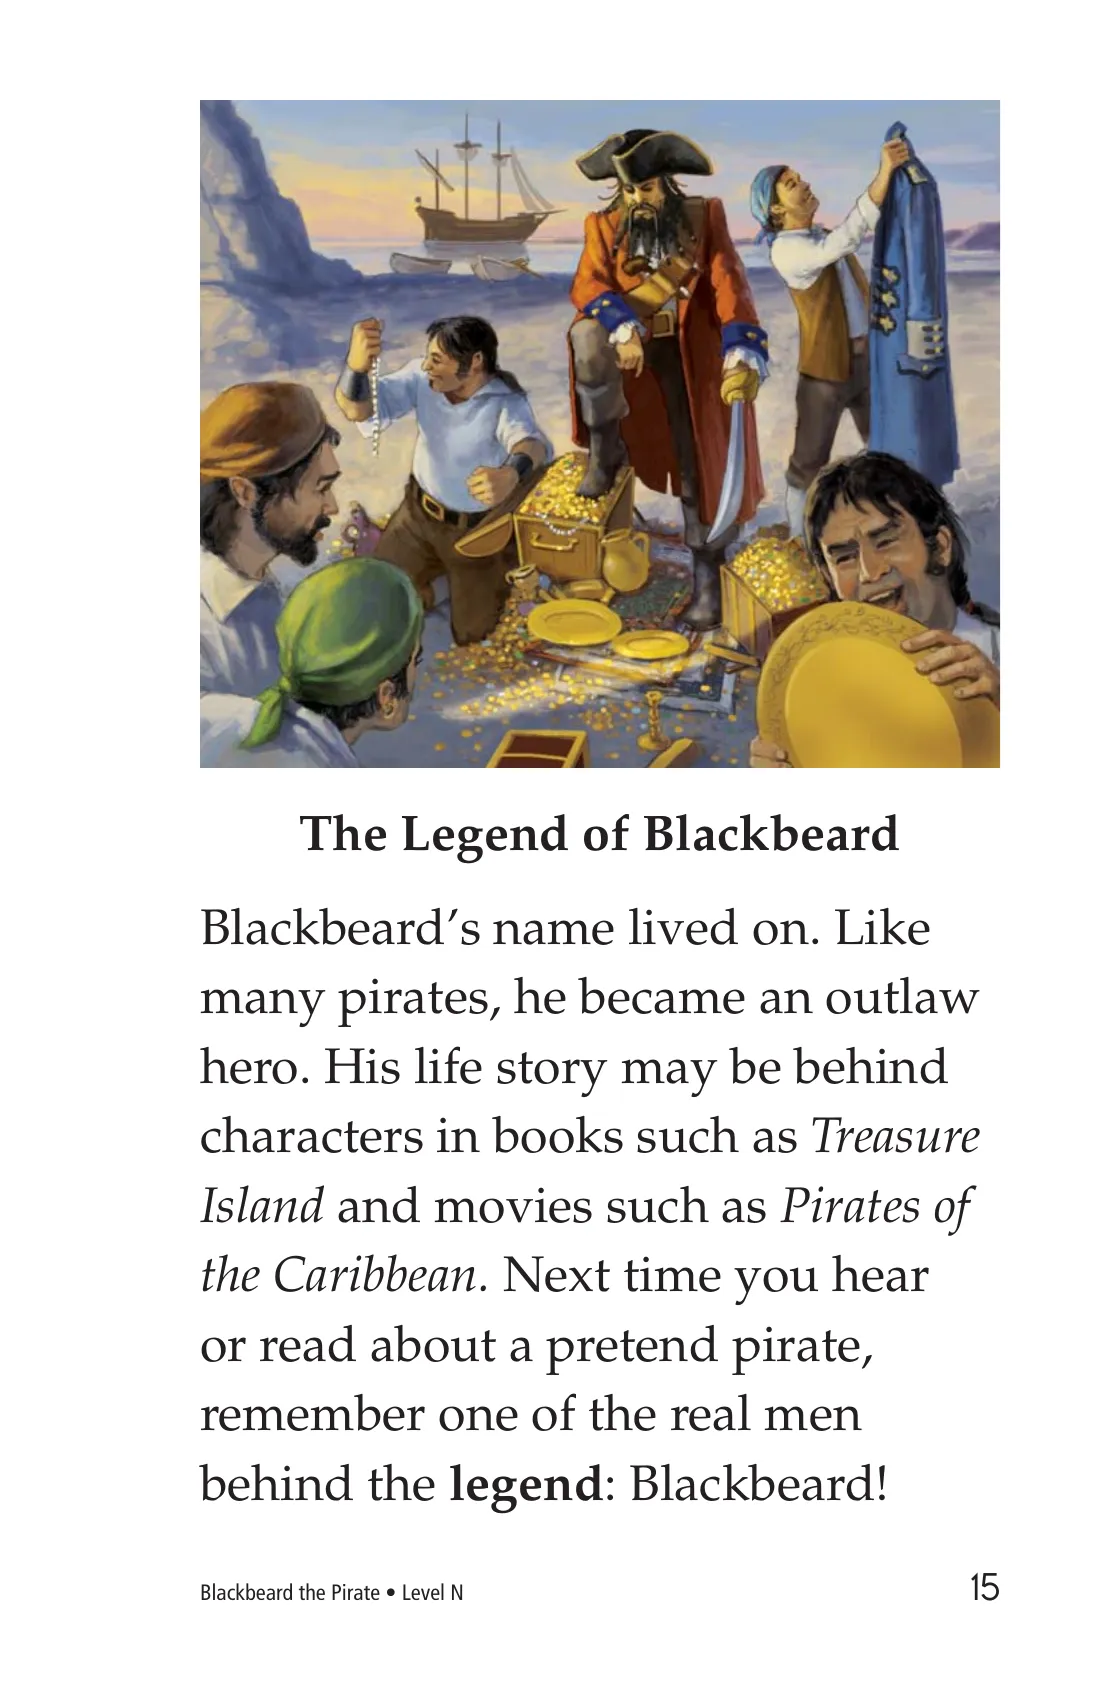 The Legend of Blackbeard
Blackbeard’s name lived on. Like
many pirates, he became an outlaw
hero. His life story may be behind
characters in books such as Treasure
Island and movies such as Pirates of
the Caribbean. Next time you hear
or read about a pretend pirate,
remember one of the real men
behind the legend: Blackbeard!
Blackbeard the Pirate • Level N
15